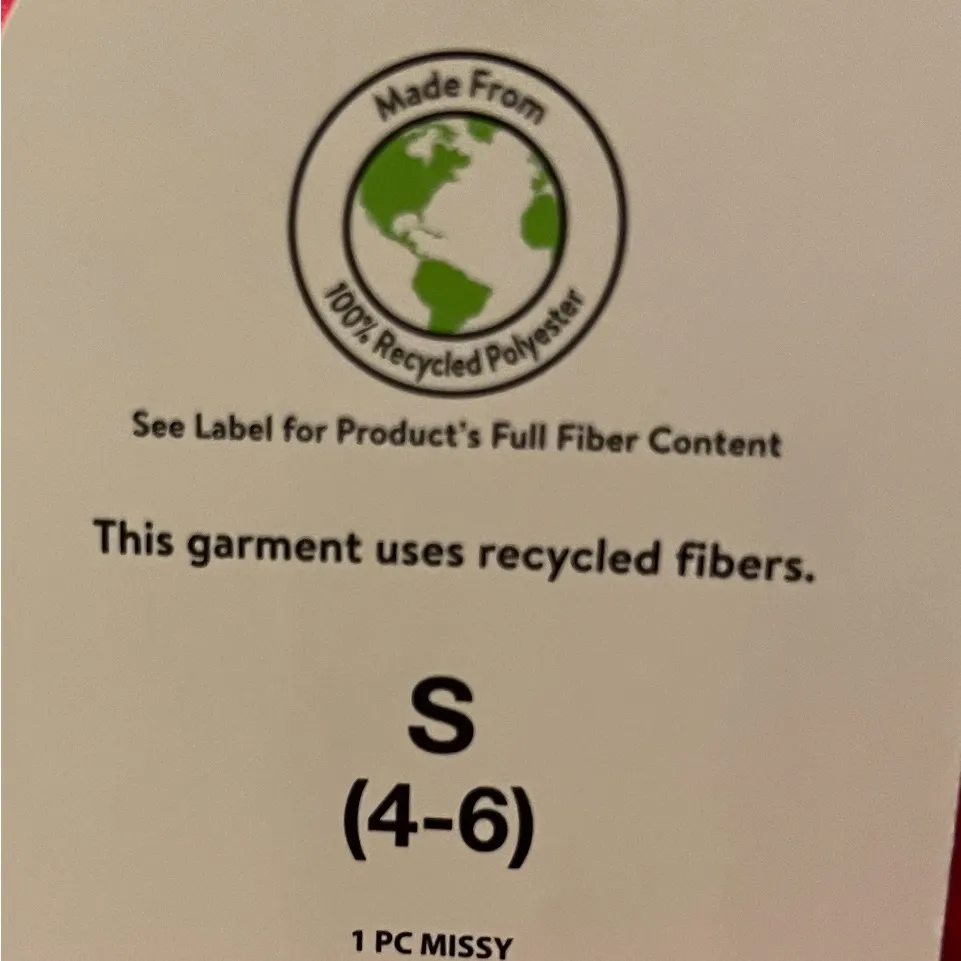 Made From
100% Recycled Polyester
See Label for Product's Full Fiber Content
This garment uses recycled fibers.
S
(4-6)
1 PC MISSY